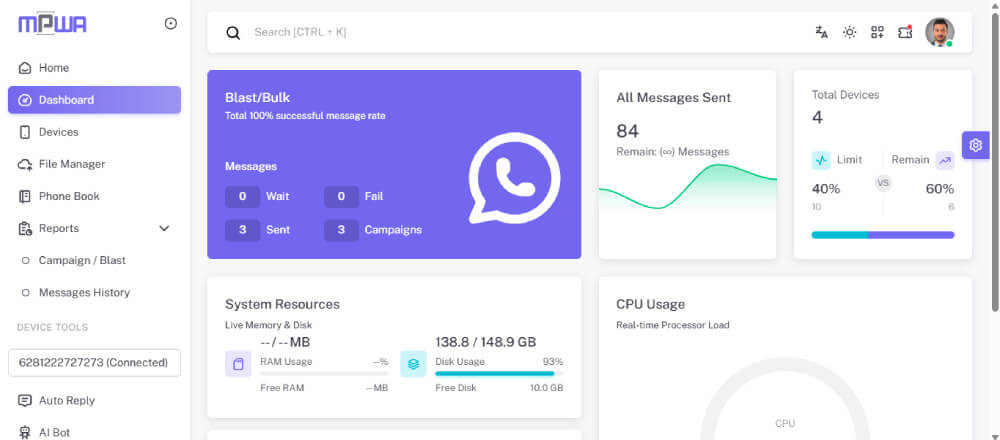 MPWA
Home
Dashboard
Devices
File Manager
Phone Book
Reports
Campaign / Blast
Messages History
DEVICE TOOLS
6281222727273 (Connected)
Auto Reply
AI Bot
Search [CTRL + K]
Blast/Bulk
Total 100% successful message rate
Messages
0 Wait
0 Fail
3 Sent
3 Campaigns
All Messages Sent
84
Remain: (∞) Messages
Total Devices
4
Limit
Remain
40%
VS
60%
10
6
System Resources
Live Memory & Disk
--/--MB
RAM Usage --%
Free RAM --MB
138.8 / 148.9 GB
Disk Usage 93%
Free Disk 10.0 GB
CPU Usage
Real-time Processor Load
CPU